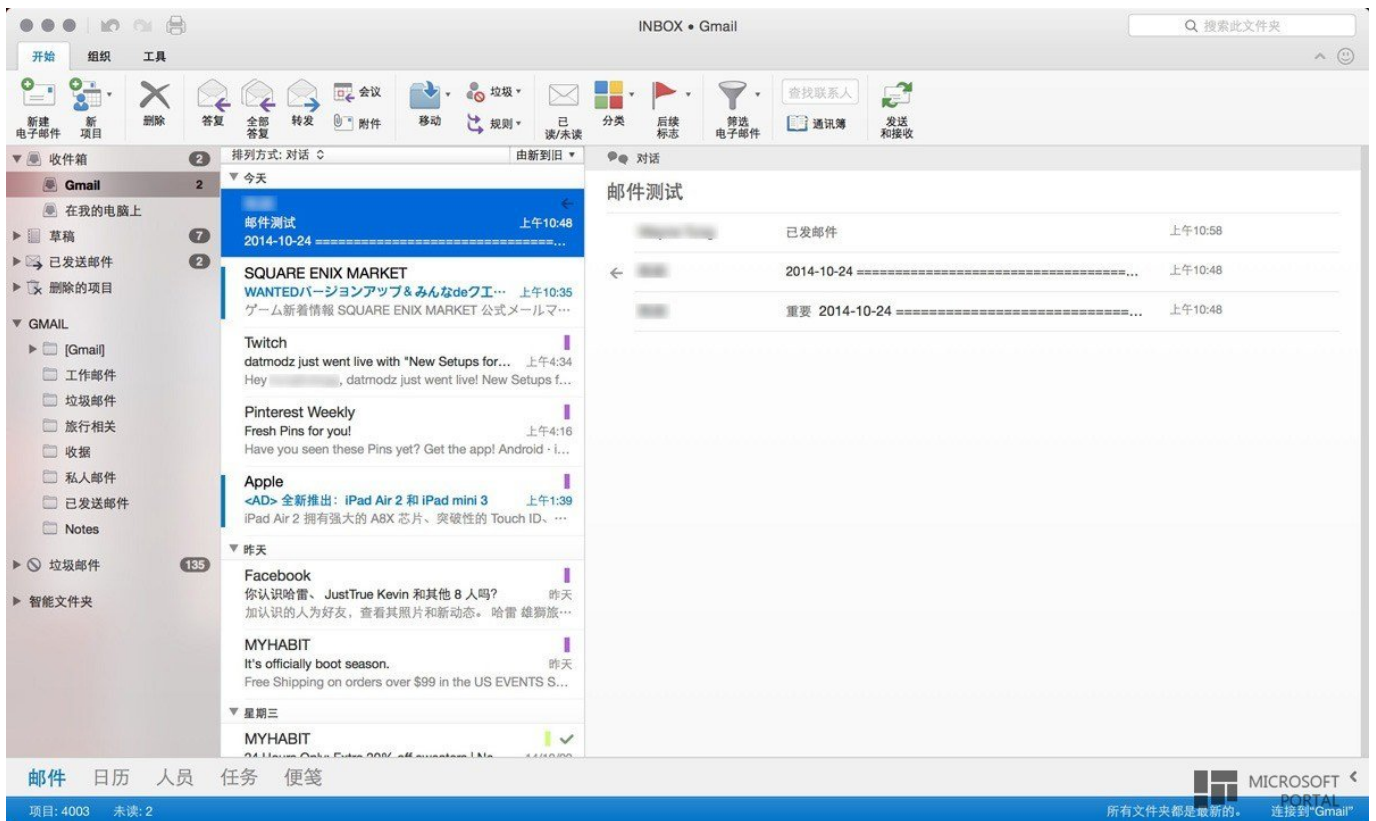 INBOX • Gmail
搜索此文件夹
开始 组织 工具
新建
电子邮件
新
项目
删除
答复
全部
答复
转发
会议
附件
移动
垃圾
规则
已
读/未读
分类
后续
标志
筛选
电子邮件
查找联系人
通讯簿
发送
和接收
收件箱 2
Gmail 2
在我的电脑上
草稿 7
已发送邮件 2
删除的项目
GMAIL
[Gmail]
工作邮件
垃圾邮件
旅行相关
收据
私人邮件
已发送邮件
Notes
垃圾邮件 135
智能文件夹
排列方式: 对话 由新到旧
今天
邮件测试 上午10:48
2014-10-24 ================================...
SQUARE ENIX MARKET
WANTEDバージョンアップ&みんなdeクエ… 上午10:35
ゲーム新着情報 SQUARE ENIX MARKET 公式メールマ…
Twitch
datmodz just went live with "New Setups for... 上午4:34
Hey , datmodz just went live! New Setups f...
Pinterest Weekly
Fresh Pins for you! 上午4:16
Have you seen these Pins yet? Get the app! Android · i...
Apple
<AD> 全新推出：iPad Air 2 和 iPad mini 3 上午1:39
iPad Air 2 拥有强大的 A8X 芯片、突破性的 Touch ID、…
昨天
Facebook
你认识哈雷、 JustTrue Kevin 和其他 8 人吗? 昨天
加认识的人为好友，查看其照片和新动态。 哈雷 雄狮旅…
MYHABIT
It's officially boot season. 昨天
Free Shipping on orders over $99 in the US EVENTS S...
星期三
MYHABIT
对话
邮件测试
已发邮件 上午10:58
2014-10-24 ==================================... 上午10:48
重要 2014-10-24 =============================... 上午10:48
邮件 日历 人员 任务 便笺
MICROSOFT
PORTAL
项目: 4003 未读: 2 所有文件夹都是最新的。 连接到"Gmail"